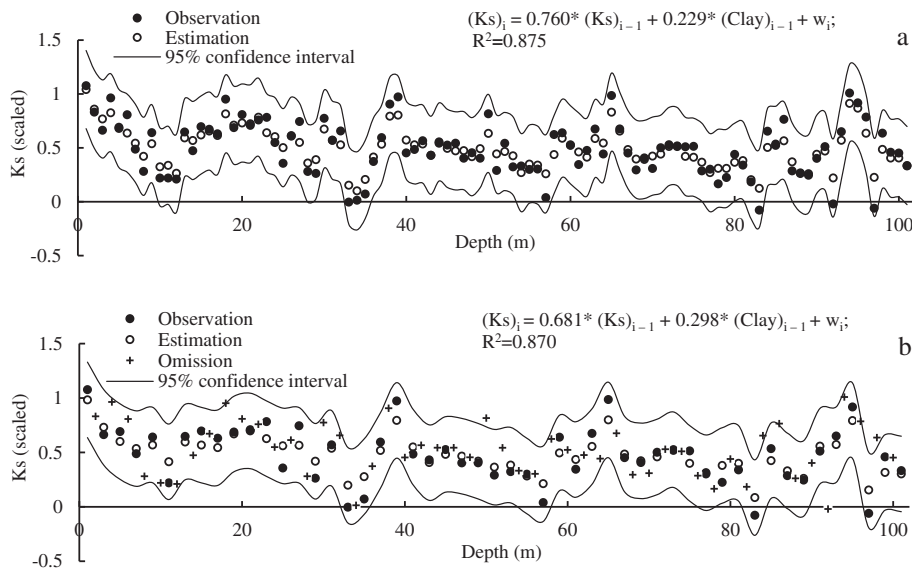 Observation
Estimation
95% confidence interval
(Ks)i = 0.760* (Ks)i−1 + 0.229* (Clay)i−1 + wi;
R2=0.875
a
1.5
1
0.5
0
-0.5
Ks (scaled)
0 20 40 60 80 100
Depth (m)
Observation
Estimation
Omission
95% confidence interval
(Ks)i = 0.681* (Ks)i−1 + 0.298* (Clay)i−1 + wi;
R2=0.870
b
1.5
1
0.5
0
-0.5
Ks (scaled)
0 20 40 60 80 100
Depth (m)